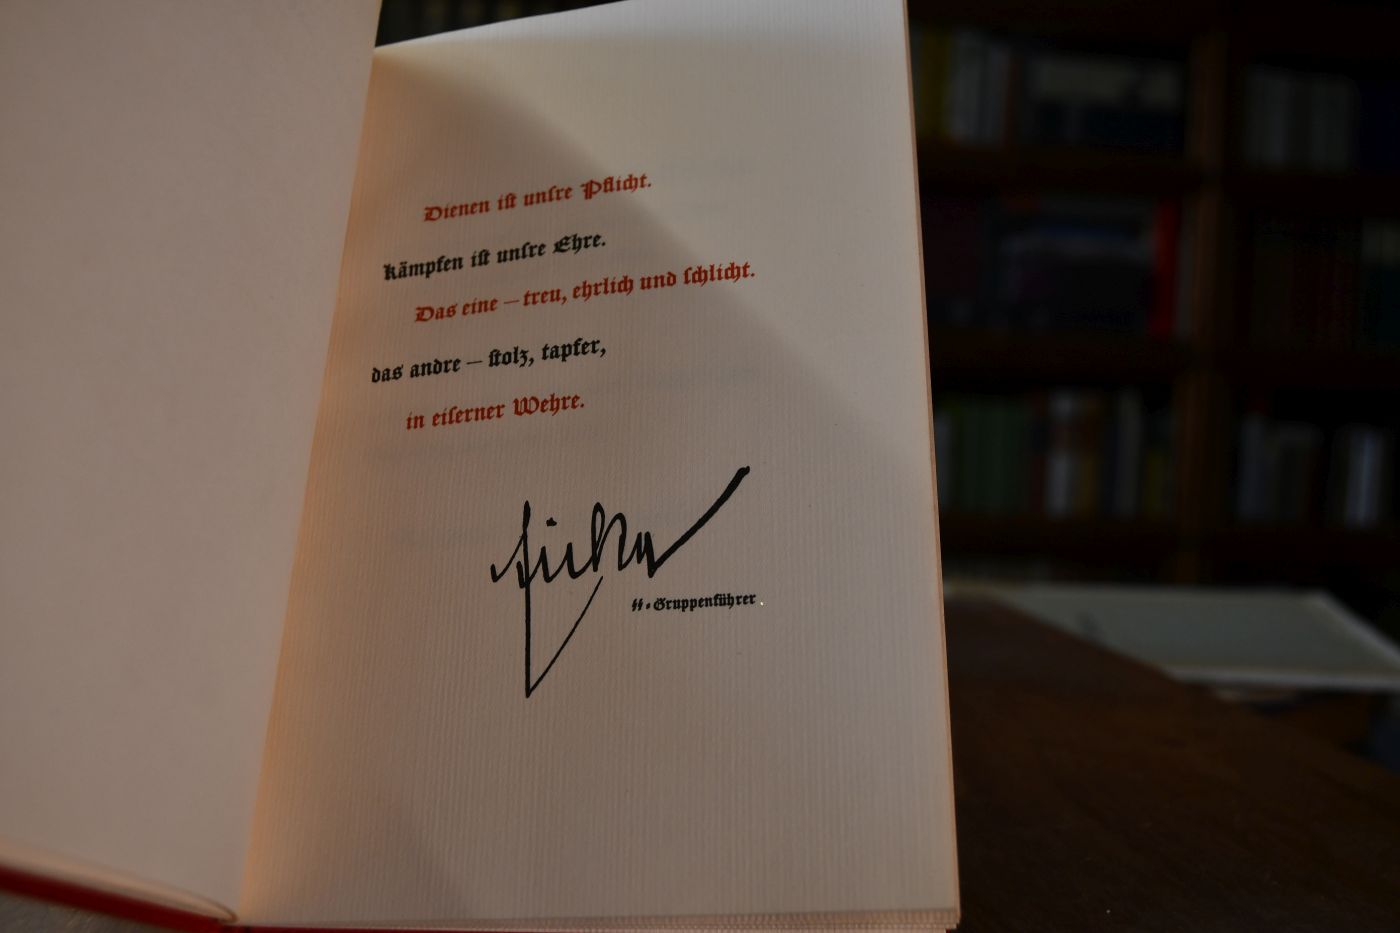 Dienen iſt unſre Pflicht.
Kämpfen iſt unſre Ehre.
Das eine – treu, ehrlich und ſchlicht.
das andre – ſtolz, tapfer,
in eiſerner Wehre.
ᛋᛋ-Gruppenführer.